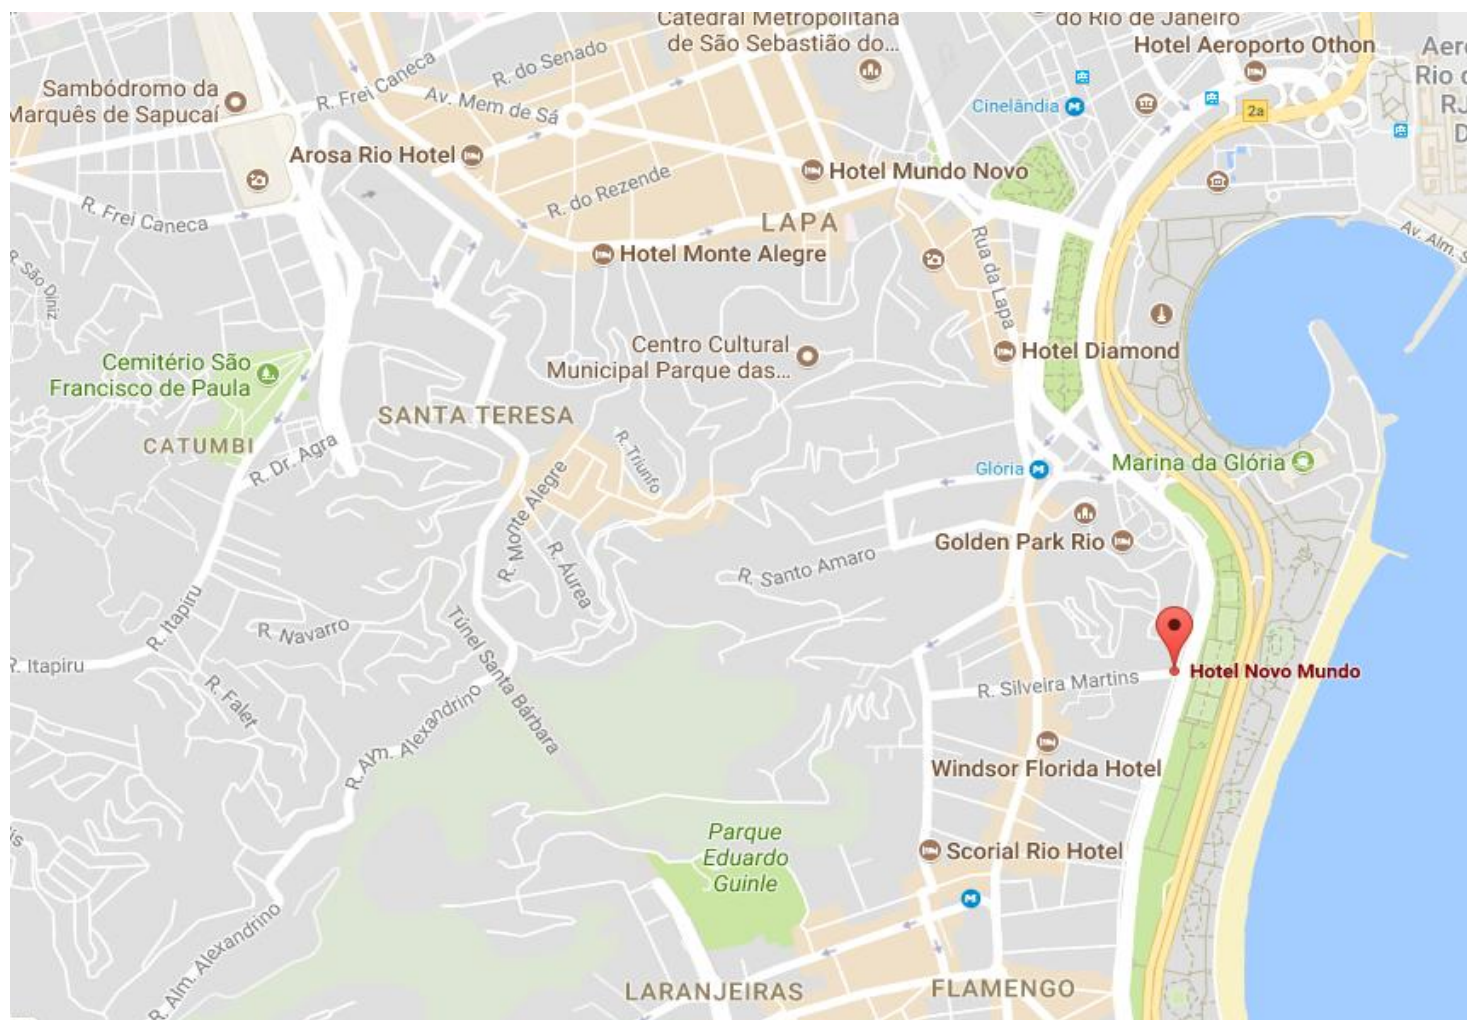 Catedral Metropolitana
de São Sebastião do...
do Rio de Janeiro
Hotel Aeroporto Othon
Sambódromo da
Marquês de Sapucaí
R. Frei Caneca
R. do Senado
Av. Mem de Sá
Cinelândia
2a
Arosa Rio Hotel
Hotel Mundo Novo
R. do Rezende
R. Frei Caneca
LAPA
Hotel Monte Alegre
Rua da Lapa
Av. Alm. S
R. São Diniz
Centro Cultural
Municipal Parque das...
Hotel Diamond
Cemitério São
Francisco de Paula
SANTA TERESA
CATUMBI
R. Dr. Agra
R. Triunfo
R. Monte Alegre
Glória
Marina da Glória
Golden Park Rio
R. Santo Amaro
R. Áurea
R. Itapiru
R. Navarro
R. Itapiru
Túnel Santa Bárbara
R. Falet
R. Silveira Martins
Hotel Novo Mundo
R. Alm. Alexandrino
Windsor Florida Hotel
Parque
Eduardo
Guinle
Scorial Rio Hotel
R. Alm. Alexandrino
LARANJEIRAS
FLAMENGO